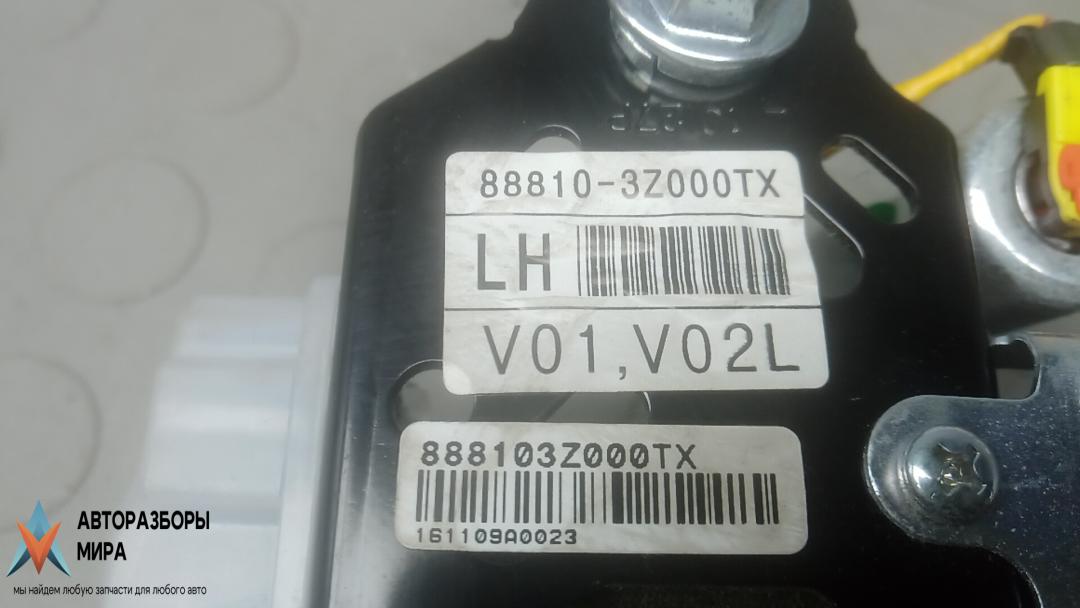 88810-3Z000TX
LH
V01,V02L
888103Z000TX
161109A0023
АВТОРАЗБОРЫ
МИРА
мы найдем любую запчасти для любого авто